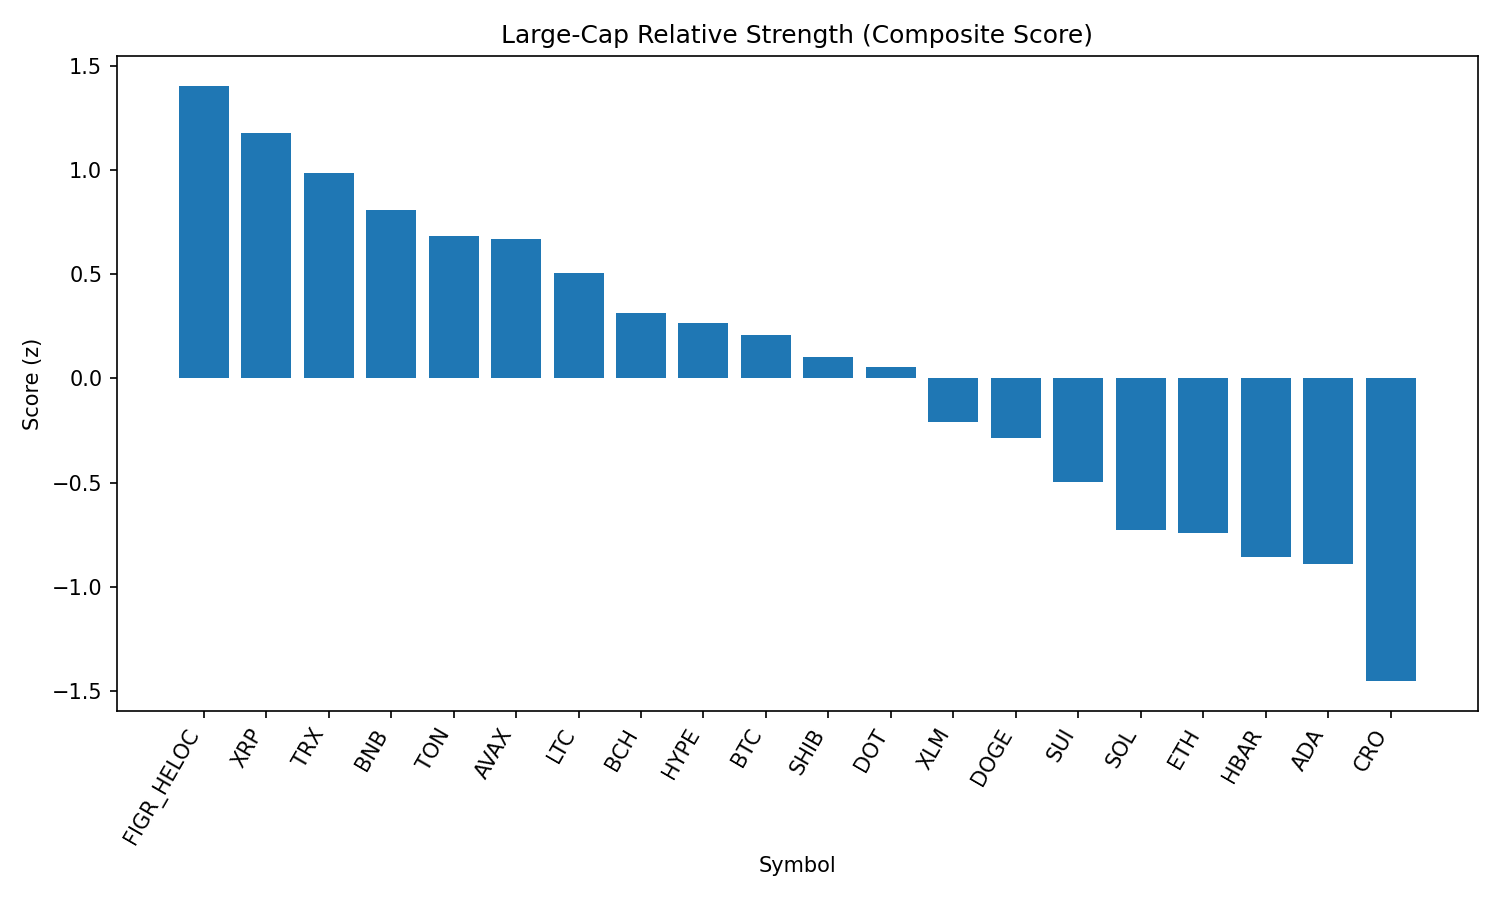 Large-Cap Relative Strength (Composite Score)
1.5
1.0
0.5
0.0
−0.5
−1.0
−1.5
Score (z)
FIGR_HELOC
XRP
TRX
BNB
TON
AVAX
LTC
BCH
HYPE
BTC
SHIB
DOT
XLM
DOGE
SUI
SOL
ETH
HBAR
ADA
CRO
Symbol